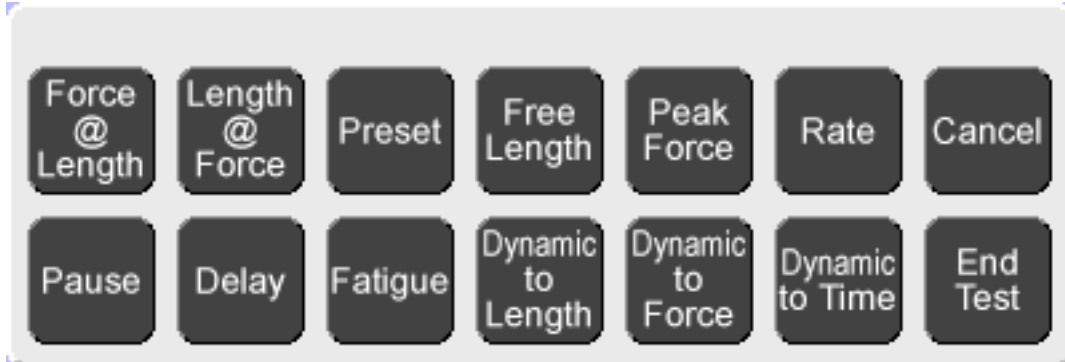 Force
@
Length
Length
@
Force
Preset
Free
Length
Peak
Force
Rate
Cancel
Pause
Delay
Fatigue
Dynamic
to
Length
Dynamic
to
Force
Dynamic
to Time
End
Test